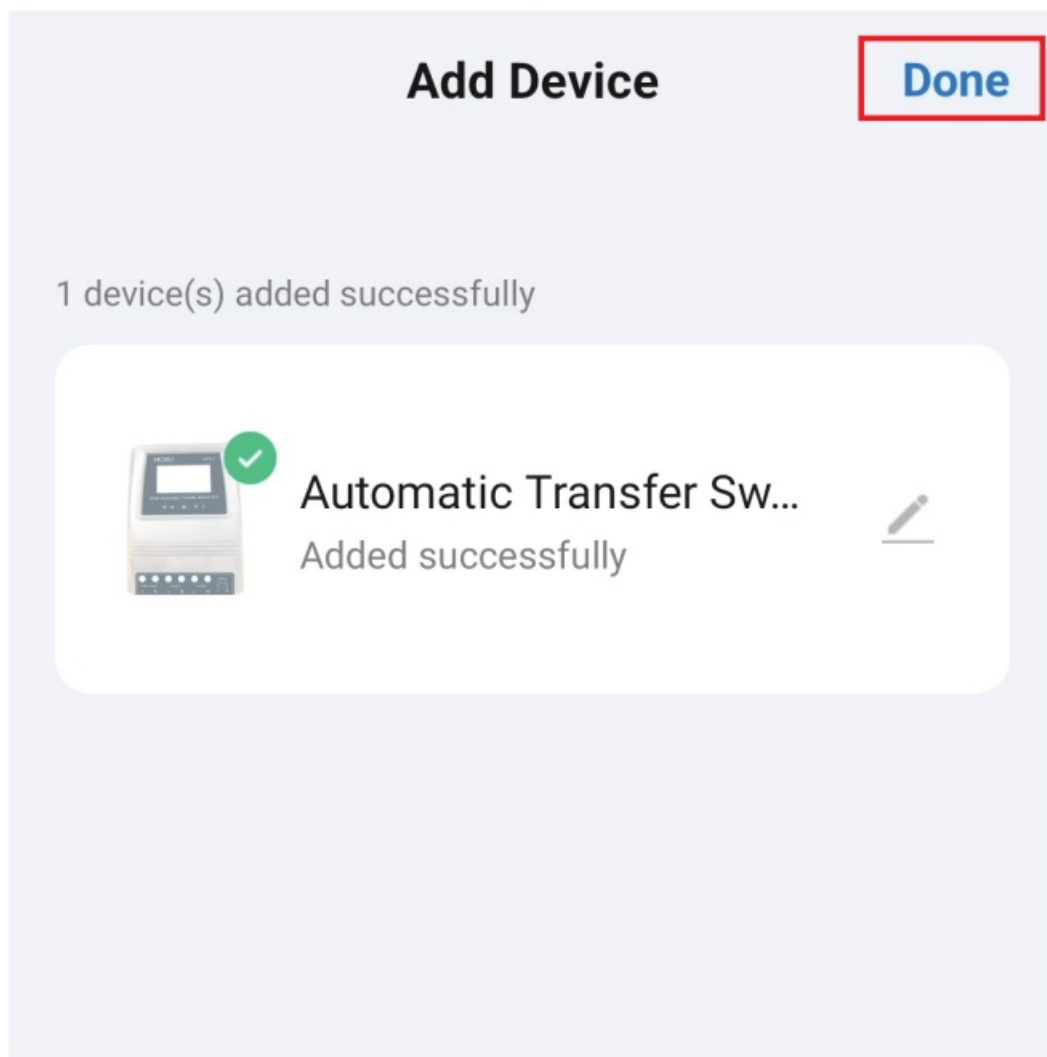 Add Device
Done
1 device(s) added successfully
Automatic Transfer Sw...
Added successfully